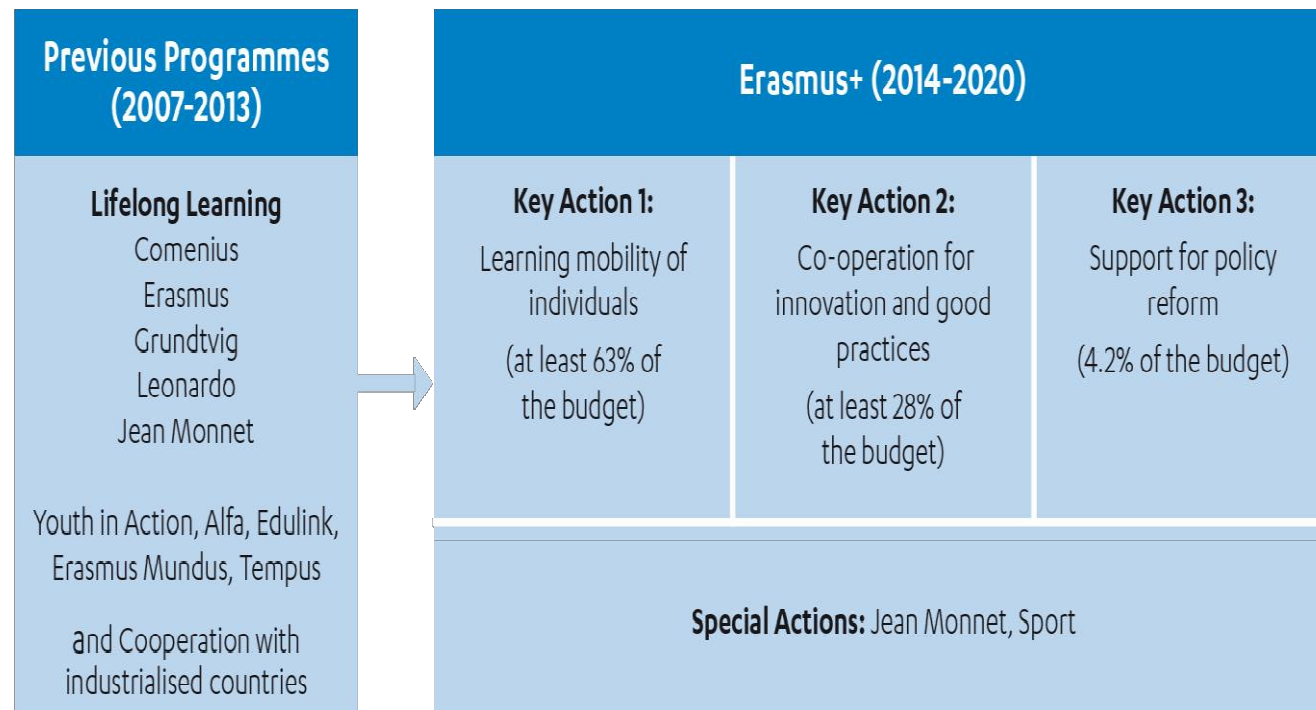 Previous Programmes
(2007-2013)
Lifelong Learning
Comenius
Erasmus
Grundtvig
Leonardo
Jean Monnet
Youth in Action, Alfa, Edulink,
Erasmus Mundus, Tempus
and Cooperation with
industrialised countries
Erasmus+ (2014-2020)
Key Action 1:
Learning mobility of
individuals
(at least 63% of
the budget)
Key Action 2:
Co-operation for
innovation and good
practices
(at least 28% of
the budget)
Key Action 3:
Support for policy
reform
(4.2% of the budget)
Special Actions: Jean Monnet, Sport